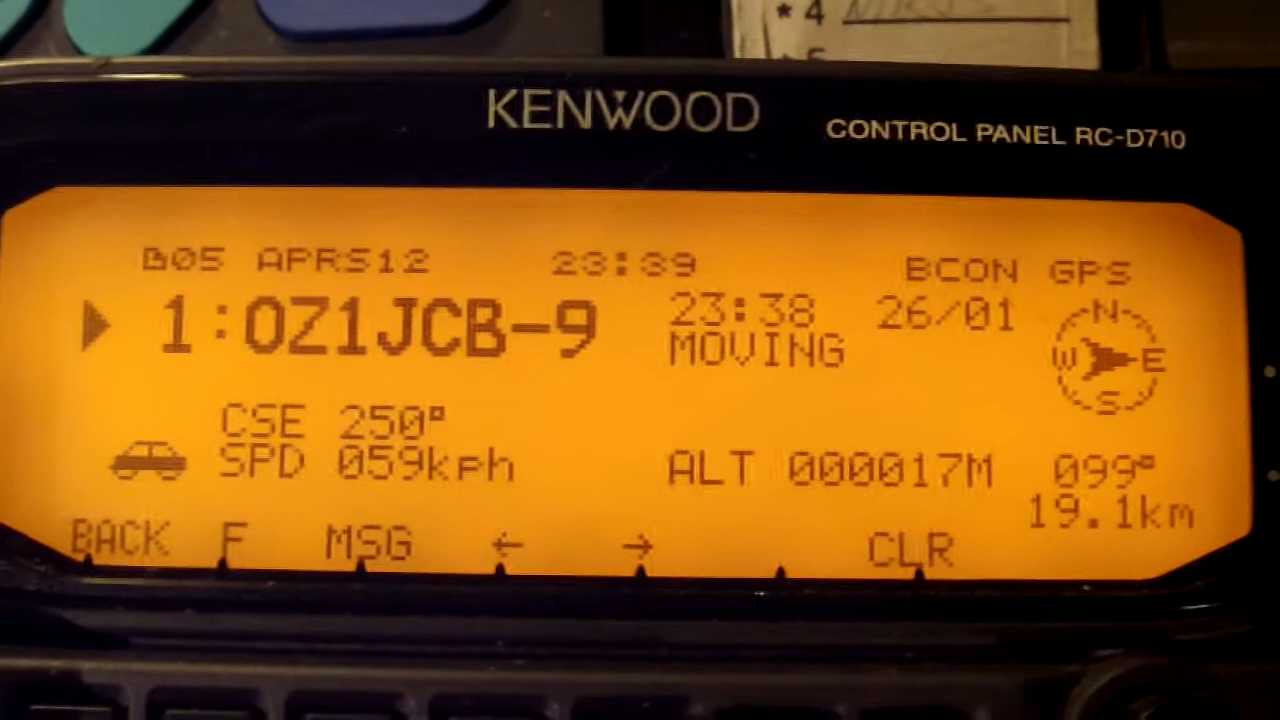 * 4
KENWOOD
CONTROL PANEL RC-D710
B05 APRS12 23:39 BCON GPS
1:OZ1JCB-9 23:38 26/01
MOVING
N
W E
S
CSE 250°
SPD 059kph ALT 000017M 099°
19.1km
BACK F MSG ← → CLR